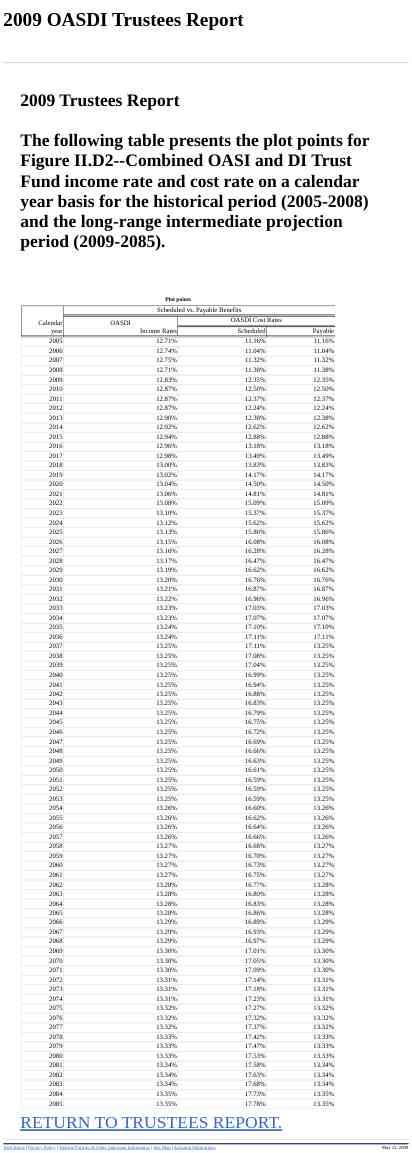 2009 OASDI Trustees Report
2009 Trustees Report
The following table presents the plot points for
Figure II.D2--Combined OASI and DI Trust
Fund income rate and cost rate on a calendar
year basis for the historical period (2005-2008)
and the long-range intermediate projection
period (2009-2085).
Plot points
Scheduled vs. Payable Benefits
Calendar OASDI OASDI Cost Rates
year Income Rates Scheduled Payable
2005 12.71% 11.16% 11.16%
2006 12.74% 11.04% 11.04%
2007 12.75% 11.32% 11.32%
2008 12.71% 11.38% 11.38%
2009 12.83% 12.35% 12.35%
2010 12.87% 12.50% 12.50%
2011 12.87% 12.37% 12.37%
2012 12.87% 12.24% 12.24%
2013 12.90% 12.38% 12.38%
2014 12.92% 12.62% 12.62%
2015 12.94% 12.88% 12.88%
2016 12.96% 13.18% 13.18%
2017 12.98% 13.49% 13.49%
2018 13.00% 13.83% 13.83%
2019 13.02% 14.17% 14.17%
2020 13.04% 14.50% 14.50%
2021 13.06% 14.81% 14.81%
2022 13.08% 15.09% 15.09%
2023 13.10% 15.37% 15.37%
2024 13.12% 15.62% 15.62%
2025 13.13% 15.86% 15.86%
2026 13.15% 16.08% 16.08%
2027 13.16% 16.28% 16.28%
2028 13.17% 16.47% 16.47%
2029 13.19% 16.62% 16.62%
2030 13.20% 16.76% 16.76%
2031 13.21% 16.87% 16.87%
2032 13.22% 16.96% 16.96%
2033 13.23% 17.03% 17.03%
2034 13.23% 17.07% 17.07%
2035 13.24% 17.10% 17.10%
2036 13.24% 17.11% 17.11%
2037 13.25% 17.11% 13.25%
2038 13.25% 17.08% 13.25%
2039 13.25% 17.04% 13.25%
2040 13.25% 16.99% 13.25%
2041 13.25% 16.94% 13.25%
2042 13.25% 16.88% 13.25%
2043 13.25% 16.83% 13.25%
2044 13.25% 16.79% 13.25%
2045 13.25% 16.75% 13.25%
2046 13.25% 16.72% 13.25%
2047 13.25% 16.69% 13.25%
2048 13.25% 16.66% 13.25%
2049 13.25% 16.63% 13.25%
2050 13.25% 16.61% 13.25%
2051 13.25% 16.59% 13.25%
2052 13.25% 16.59% 13.25%
2053 13.25% 16.59% 13.25%
2054 13.26% 16.60% 13.26%
2055 13.26% 16.62% 13.26%
2056 13.26% 16.64% 13.26%
2057 13.26% 16.66% 13.26%
2058 13.27% 16.68% 13.27%
2059 13.27% 16.70% 13.27%
2060 13.27% 16.73% 13.27%
2061 13.27% 16.75% 13.27%
2062 13.28% 16.77% 13.28%
2063 13.28% 16.80% 13.28%
2064 13.28% 16.83% 13.28%
2065 13.28% 16.86% 13.28%
2066 13.29% 16.89% 13.29%
2067 13.29% 16.93% 13.29%
2068 13.29% 16.97% 13.29%
2069 13.30% 17.01% 13.30%
2070 13.30% 17.05% 13.30%
2071 13.30% 17.09% 13.30%
2072 13.31% 17.14% 13.31%
2073 13.31% 17.18% 13.31%
2074 13.31% 17.23% 13.31%
2075 13.32% 17.27% 13.32%
2076 13.32% 17.32% 13.32%
2077 13.32% 17.37% 13.32%
2078 13.33% 17.42% 13.33%
2079 13.33% 17.47% 13.33%
2080 13.33% 17.53% 13.33%
2081 13.34% 17.58% 13.34%
2082 13.34% 17.63% 13.34%
2083 13.34% 17.68% 13.34%
2084 13.35% 17.73% 13.35%
2085 13.35% 17.78% 13.35%
RETURN TO TRUSTEES REPORT.
Privacy Policy | Site Map | May 12, 2009